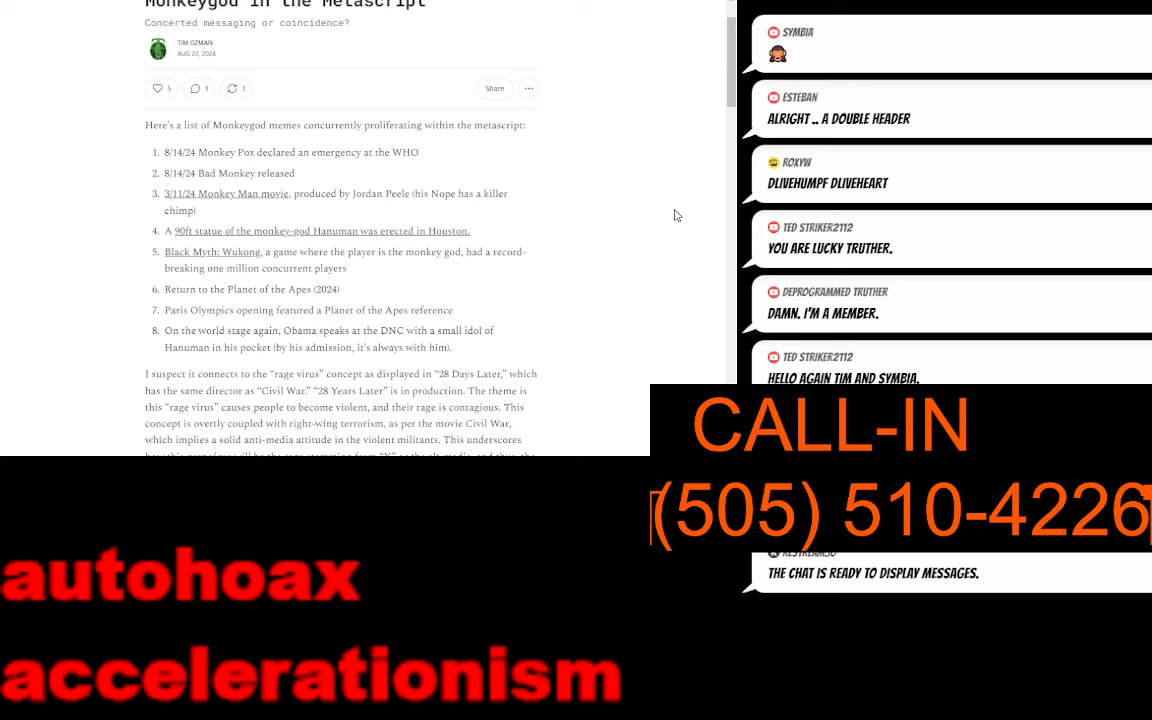 Monkeygod in the Metascript
Concerted messaging or coincidence?
TIM OZMAN
AUG 22, 2024
5
1
1
Share
Here's a list of Monkeygod memes concurrently proliferating within the metascript:
1. 8/14/24 Monkey Pox declared an emergency at the WHO
2. 8/14/24 Bad Monkey released
3. 3/11/24 Monkey Man movie, produced by Jordan Peele (his Nope has a killer
chimp)
4. A 90ft statue of the monkey-god Hanuman was erected in Houston.
5. Black Myth: Wukong, a game where the player is the monkey god, had a record-
breaking one million concurrent players
6. Return to the Planet of the Apes (2024)
7. Paris Olympics opening featured a Planet of the Apes reference
8. On the world stage again, Obama speaks at the DNC with a small idol of
Hanuman in his pocket (by his admission, it's always with him).
I suspect it connects to the "rage virus" concept as displayed in "28 Days Later," which
has the same director as "Civil War." "28 Years Later" is in production. The theme is
this "rage virus" causes people to become violent, and their rage is contagious. This
concept is overtly coupled with right-wing terrorism, as per the movie Civil War,
which implies a solid anti-media attitude in the violent militants. This underscores
SYMBIA
ESTEBAN
ALRIGHT .. A DOUBLE HEADER
ROXYW
DLIVEHUMPF DLIVEHEART
TED STRIKER2112
YOU ARE LUCKY TRUTHER.
DEPROGRAMMED TRUTHER
DAMN. I'M A MEMBER.
TED STRIKER2112
HELLO AGAIN TIM AND SYMBIA.
CALL-IN
(505) 510-4226
RESTREAM.IO
THE CHAT IS READY TO DISPLAY MESSAGES.
autohoax
accelerationism